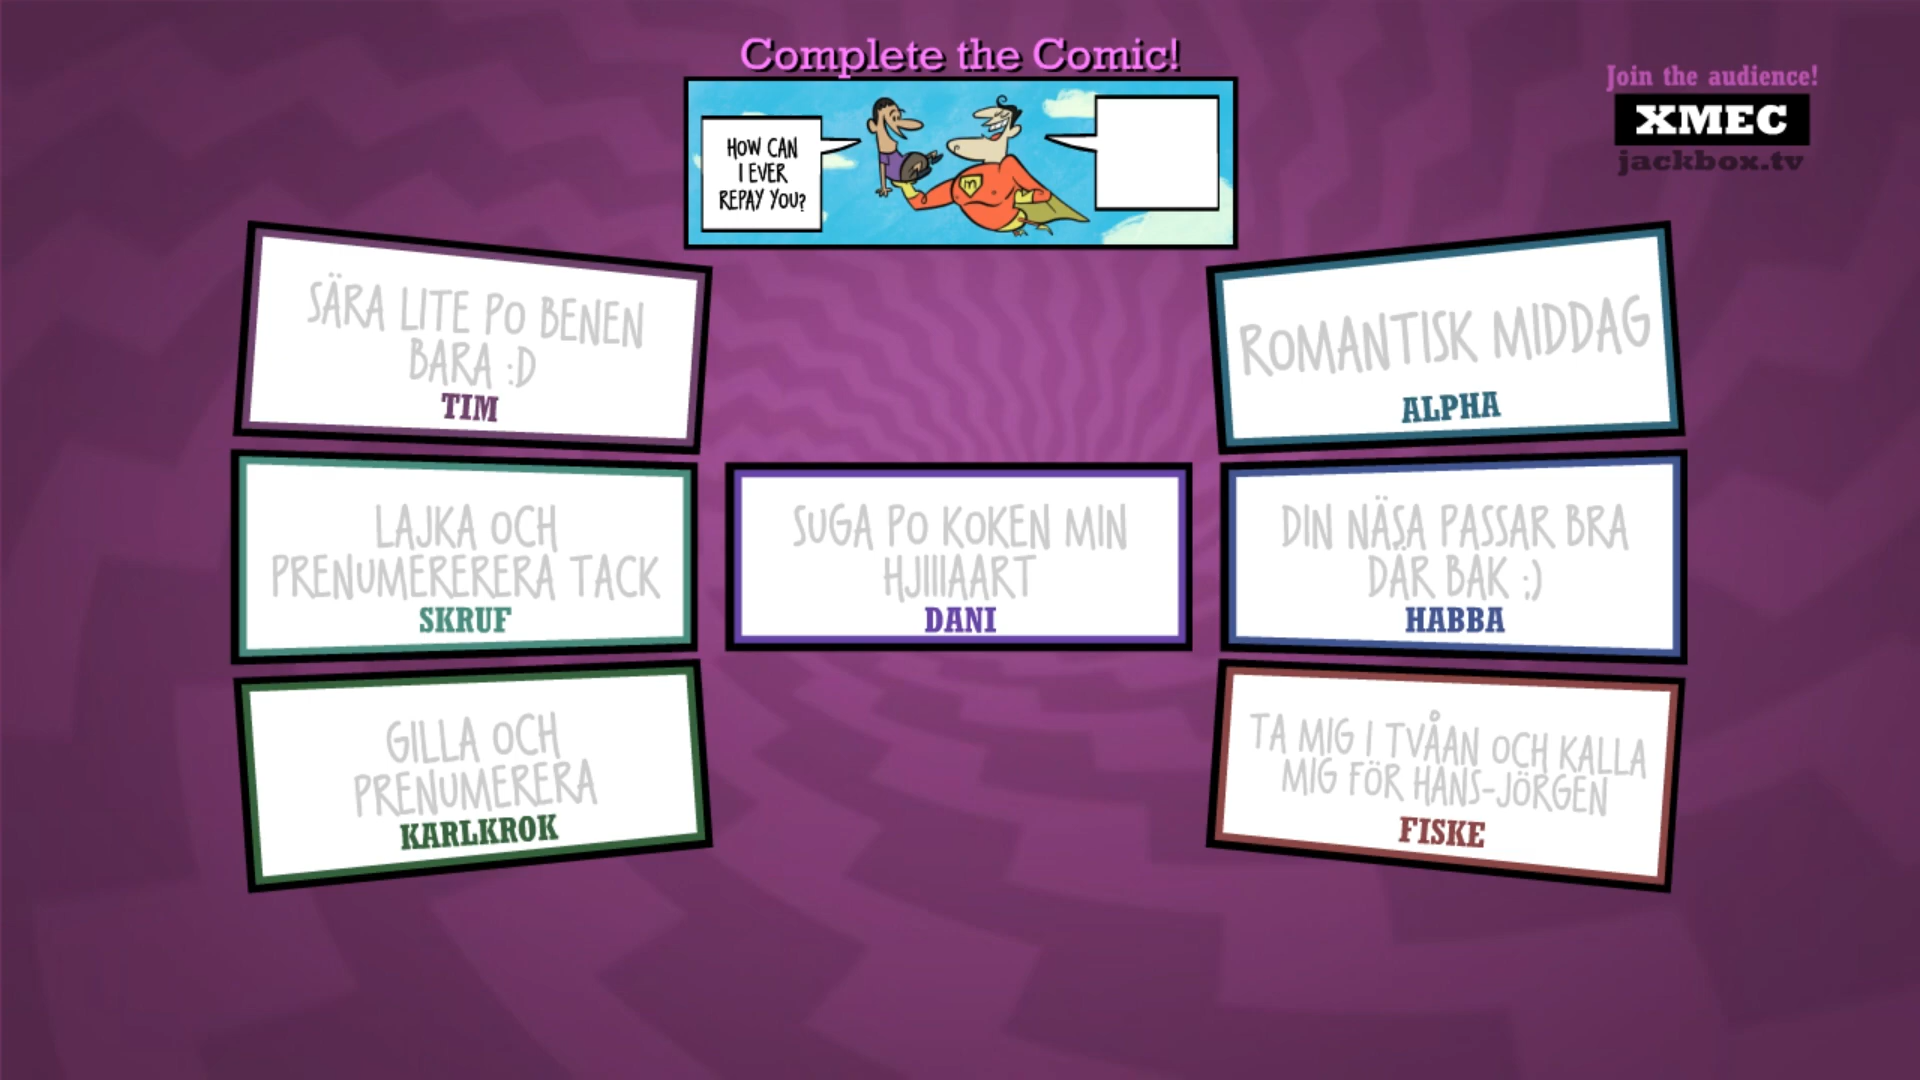 Complete the Comic!
Join the audience!
XMEC
jackbox.tv
HOW CAN
I EVER
REPAY YOU?
m
SÄRA LITE PO BENEN
BARA :D
TIM
ROMANTISK MIDDAG
ALPHA
LAJKA OCH
PRENUMERERERA TACK
SKRUF
SUGA PO KOKEN MIN
HJIIIAART
DANI
DIN NÄSA PASSAR BRA
DÄR BAK :)
HABBA
GILLA OCH
PRENUMERERA
KARLKROK
TA MIG I TVÅAN OCH KALLA
MIG FÖR HANS-JÖRGEN
FISKE